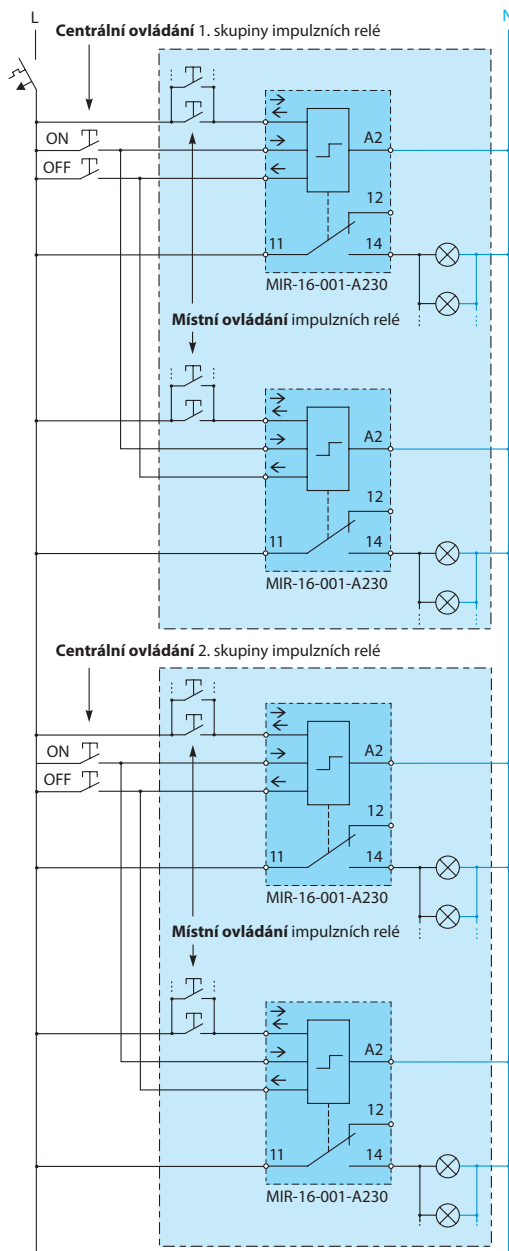 L
N
Centrální ovládání 1. skupiny impulzních relé
ON
A2
OFF
12
11
14
MIR-16-001-A230
Místní ovládání impulzních relé
A2
12
11
14
MIR-16-001-A230
Centrální ovládání 2. skupiny impulzních relé
ON
A2
OFF
12
11
14
MIR-16-001-A230
Místní ovládání impulzních relé
A2
12
11
14
MIR-16-001-A230